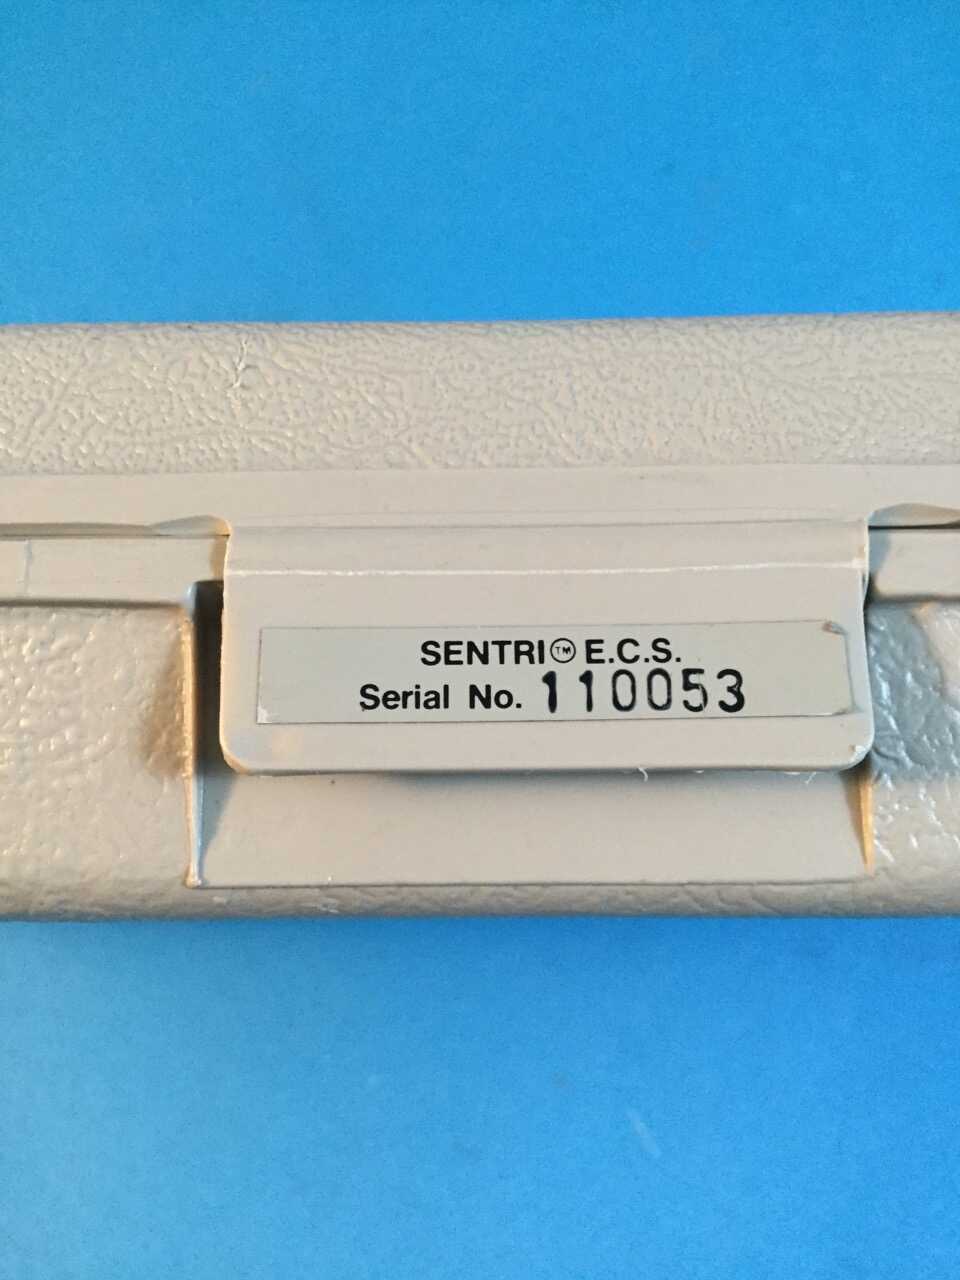 SENTRI™ E.C.S.
Serial No. 110053